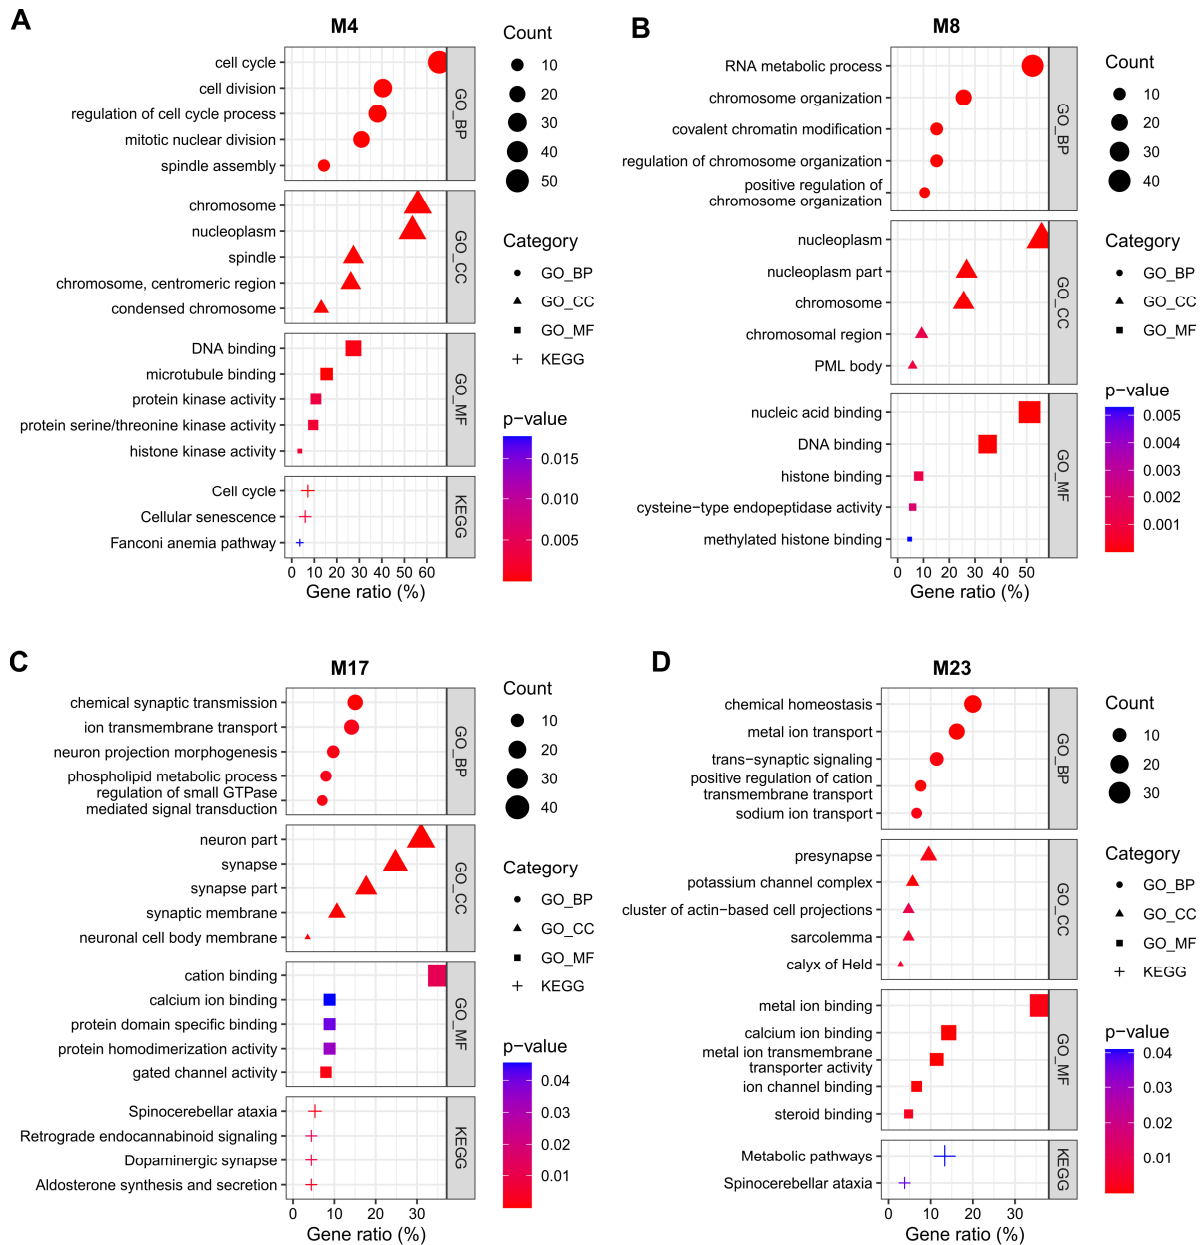 A
M4
cell cycle
cell division
regulation of cell cycle process
mitotic nuclear division
spindle assembly
GO_BP
chromosome
nucleoplasm
spindle
chromosome, centromeric region
condensed chromosome
GO_CC
DNA binding
microtubule binding
protein kinase activity
protein serine/threonine kinase activity
histone kinase activity
GO_MF
Cell cycle
Cellular senescence
Fanconi anemia pathway
KEGG
0 10 20 30 40 50 60
Gene ratio (%)
Count
10
20
30
40
50
Category
GO_BP
GO_CC
GO_MF
KEGG
p−value
0.015
0.010
0.005
B
M8
RNA metabolic process
chromosome organization
covalent chromatin modification
regulation of chromosome organization
positive regulation of
chromosome organization
GO_BP
nucleoplasm
nucleoplasm part
chromosome
chromosomal region
PML body
GO_CC
nucleic acid binding
DNA binding
histone binding
cysteine−type endopeptidase activity
methylated histone binding
GO_MF
0 10 20 30 40 50
Gene ratio (%)
Count
10
20
30
40
Category
GO_BP
GO_CC
GO_MF
p−value
0.005
0.004
0.003
0.002
0.001
C
M17
chemical synaptic transmission
ion transmembrane transport
neuron projection morphogenesis
phospholipid metabolic process
regulation of small GTPase
mediated signal transduction
GO_BP
neuron part
synapse
synapse part
synaptic membrane
neuronal cell body membrane
GO_CC
cation binding
calcium ion binding
protein domain specific binding
protein homodimerization activity
gated channel activity
GO_MF
Spinocerebellar ataxia
Retrograde endocannabinoid signaling
Dopaminergic synapse
Aldosterone synthesis and secretion
KEGG
0 10 20 30
Gene ratio (%)
Count
10
20
30
40
Category
GO_BP
GO_CC
GO_MF
KEGG
p−value
0.04
0.03
0.02
0.01
D
M23
chemical homeostasis
metal ion transport
trans−synaptic signaling
positive regulation of cation
transmembrane transport
sodium ion transport
GO_BP
presynapse
potassium channel complex
cluster of actin−based cell projections
sarcolemma
calyx of Held
GO_CC
metal ion binding
calcium ion binding
metal ion transmembrane
transporter activity
ion channel binding
steroid binding
GO_MF
Metabolic pathways
Spinocerebellar ataxia
KEGG
0 10 20 30
Gene ratio (%)
Count
10
20
30
Category
GO_BP
GO_CC
GO_MF
KEGG
p−value
0.04
0.03
0.02
0.01